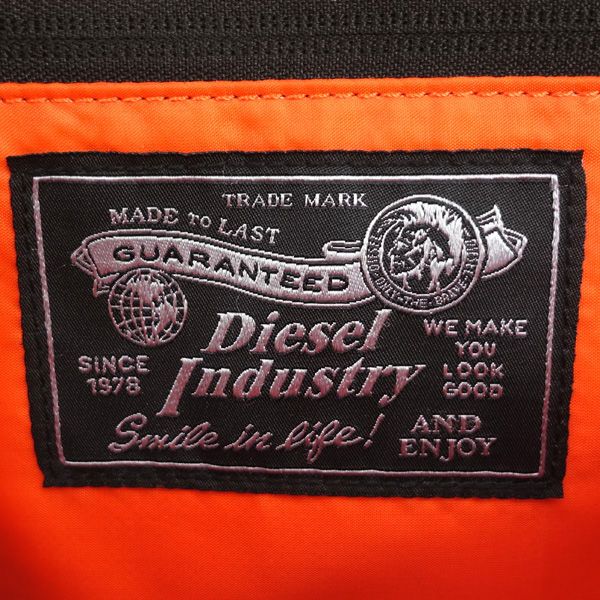 TRADE MARK
MADE TO LAST
GUARANTEED
Diesel
Industry
SINCE
1978
WE MAKE
YOU
LOOK
GOOD
Smile in life!
AND
ENJOY